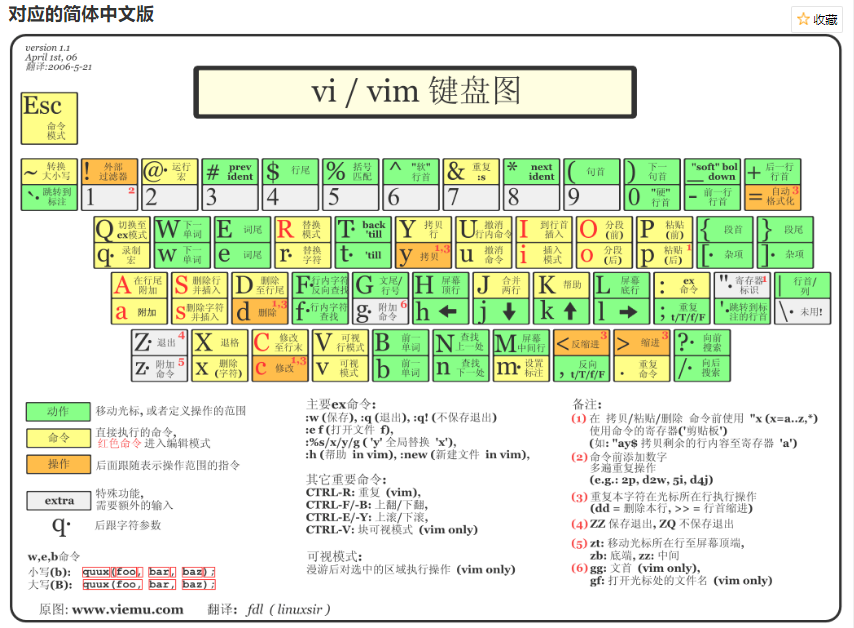 对应的简体中文版
收藏
version 1.1
April 1st, 06
翻译:2006-5-21
vi / vim 键盘图
Esc
命令
模式
~ 转换
大小写
! 外部
过滤器
@· 运行
宏
# prev
ident
$ 行尾
% 括号
匹配
^ "软"
行首
& 重复
:s
* next
ident
( 句首
) 下一
句首
"soft" bol
_ down
+ 后一行
行首
`· 跳转到
标注
1 2
2
3
4
5
6
7
8
9
0 "硬"
行首
- 前一行
行首
= 自动 3
格式化
Q 切换至
ex模式
W 下一
单词
E 词尾
R 替换
模式
T· back
'till
Y 拷贝
行
U 撤消
行内命令
I 到行首
插入
O 分段
(前)
P 粘贴
(前)
{ 段首
} 段尾
q· 录制
宏
w 下一
单词
e 词尾
r· 替换
字符
t· 'till
y 1,3
拷贝
u 撤消
命令
i 插入
模式
o 分段
(后)
p 粘贴 1
(后)
[· 杂项
]· 杂项
A 在行尾
附加
S 删除行
并插入
D 删除
至行尾
F· 行内字符
反向查找
G 文尾/
行号
H 屏幕
顶行
J 合并
两行
K 帮助
L 屏幕
底行
: ex
命令
"· 寄存器 1
标识
| 行首/
列
a 附加
s 删除字符
并插入
d 1,3
删除
f· 行内字符
查找
g· 附加 6
命令
h ←
j ↓
k ↑
l →
; 重复
t/T/f/F
'· 跳转到标
注的行首
\· 未用!
Z· 退出 4
X 退格
C 修改
至行末
V 可视
行模式
B 前一
单词
N 查找
上一处
M 屏幕
中间行
< 反缩进 3
> 缩进 3
?· 向前
搜索
z· 附加 5
命令
x 删除
(字符)
c 1,3
修改
v 可视
模式
b 前一
单词
n 查找
下一处
m· 设置
标注
, 反向
t/T/f/F
. 重复
命令
/· 向后
搜索
动作 移动光标, 或者定义操作的范围
命令 直接执行的命令,
红色命令 进入编辑模式
操作 后面跟随表示操作范围的指令
extra 特殊功能,
需要额外的输入
q· 后跟字符参数
w,e,b命令
小写(b): quux(foo, bar, baz);
大写(B): quux(foo, bar, baz);
原图: www.viemu.com 翻译: fdl ( linuxsir )
主要ex命令:
:w (保存), :q (退出), :q! (不保存退出)
:e f (打开文件 f),
:%s/x/y/g ( 'y' 全局替换 'x'),
:h (帮助 in vim), :new (新建文件 in vim),
其它重要命令:
CTRL-R: 重复 (vim),
CTRL-F/-B: 上翻/下翻,
CTRL-E/-Y: 上滚/下滚,
CTRL-V: 块可视模式 (vim only)
可视模式:
漫游后对选中的区域执行操作 (vim only)
备注:
(1) 在 拷贝/粘贴/删除 命令前使用 "x (x=a..z,*)
使用命令的寄存器('剪贴板')
(如: "ay$ 拷贝剩余的行内容至寄存器 'a')
(2) 命令前添加数字
多遍重复操作
(e.g.: 2p, d2w, 5i, d4j)
(3) 重复本字符在光标所在行执行操作
(dd = 删除本行, >> = 行首缩进)
(4) ZZ 保存退出, ZQ 不保存退出
(5) zt: 移动光标所在行至屏幕顶端,
zb: 底端, zz: 中间
(6) gg: 文首 (vim only),
gf: 打开光标处的文件名 (vim only)